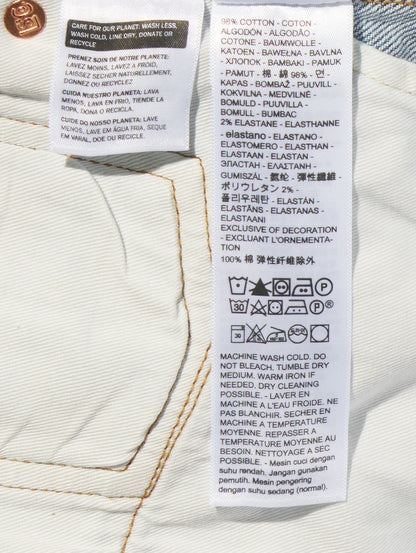 CARE FOR OUR PLANET: WASH LESS,
WASH COLD, LINE DRY, DONATE OR
RECYCLE
PRENEZ SOIN DE NOTRE PLANETE:
LAVEZ MOINS, LAVEZ A FROID,
LAISSEZ SECHER NATURELLEMENT,
DONNEZ OU RECYCLEZ.
CUIDA NUESTRO PLANETA: LAVA
MENOS, LAVA EN FRIO, TIENDE LA
ROPA, DONA O RECICLA.
CUIDE DO NOSSO PLANETA: LAVE
MENOS, LAVE EM ÁGUA FRIA, SEQUE
EM VARAL, DOE OU RECICLE.
98% COTTON - COTON -
ALGODÓN - ALGODÃO -
COTONE - BAUMWOLLE -
KATOEN - BAWEŁNA - BAVLNA
- ХЛОПОК - BAMBAKI - PAMUK
- PAMUT - 棉 - 綿 98% - 면 -
KAPAS - BOMBAŽ - PUUVILL -
KOKVILNA - MEDVILNĖ -
BOMULD - PUUVILLA -
BOMULL - BUMBAC
2% ELASTANE - ELASTHANNE
- elastano - ELASTANO -
ELASTOMERO - ELASTHAN -
ELASTAN - ELASTAN -
ЭЛАСТАН - ΕΛΑΣΤΑΝΗ -
GUMISZÁL - 氨纶 - 彈性纖維 -
ポリウレタン 2% -
폴리우레탄 - ELASTÁN -
ELASTĀNS - ELASTANAS -
ELASTAANI
EXCLUSIVE OF DECORATION
- EXCLUANT L'ORNEMENTA-
TION
100% 棉 弹性纤维除外
P
30 P ®
30
MACHINE WASH COLD. DO
NOT BLEACH. TUMBLE DRY
MEDIUM. WARM IRON IF
NEEDED. DRY CLEANING
POSSIBLE. - LAVER EN
MACHINE A L'EAU FROIDE. NE
PAS BLANCHIR. SECHER EN
MACHINE A TEMPERATURE
MOYENNE. REPASSER A
TEMPERATURE MOYENNE AU
BESOIN. NETTOYAGE A SEC
POSSIBLE. - Mesin cuci dengan
suhu rendah. Jangan gunakan
pemutih. Mesin pengering
dengan suhu sedang (normal).